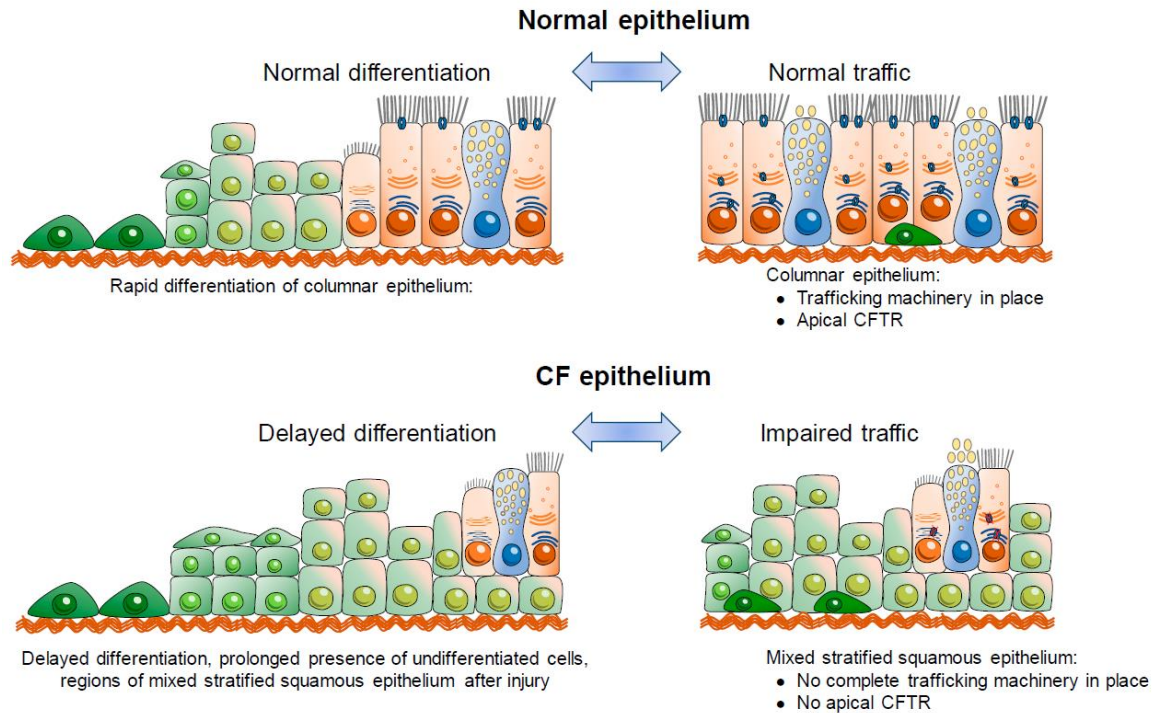 Normal epithelium
Normal differentiation
Normal traffic
Rapid differentiation of columnar epithelium:
Columnar epithelium:
● Trafficking machinery in place
● Apical CFTR
CF epithelium
Delayed differentiation
Impaired traffic
Delayed differentiation, prolonged presence of undifferentiated cells,
regions of mixed stratified squamous epithelium after injury
Mixed stratified squamous epithelium:
● No complete trafficking machinery in place
● No apical CFTR